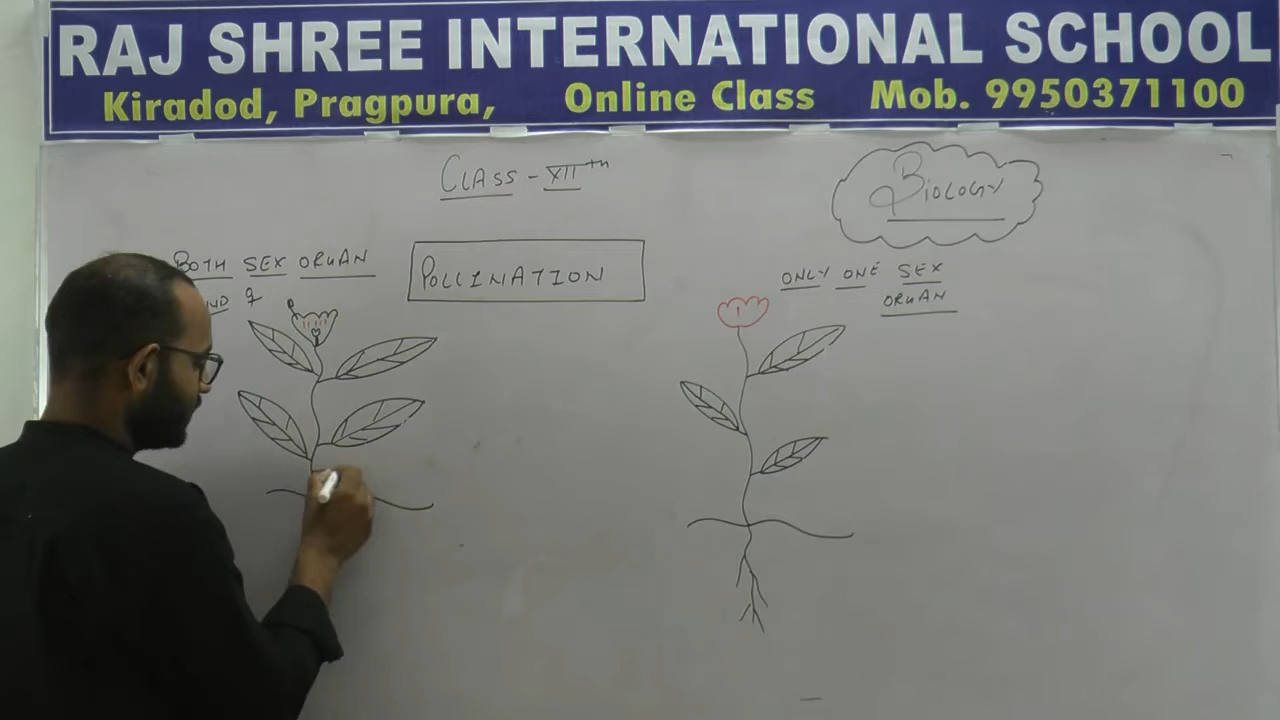 RAJ SHREE INTERNATIONAL SCHOOL
Kiradod, Pragpura, Online Class Mob. 9950371100
CLASS - XIIth
BIOLOGY
BOTH SEX ORGAN
POLLINATION
ONLY ONE SEX
ORGAN